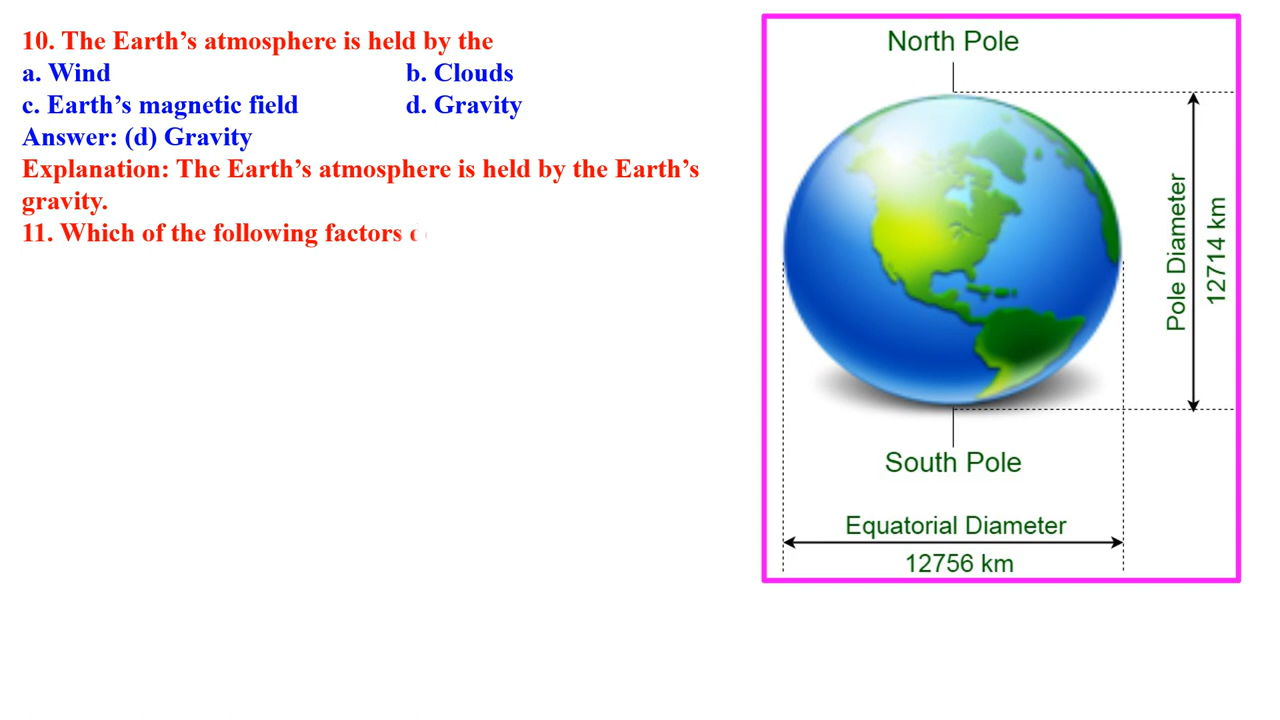 10. The Earth’s atmosphere is held by the
a. Wind b. Clouds
c. Earth’s magnetic field d. Gravity
Answer: (d) Gravity
Explanation: The Earth’s atmosphere is held by the Earth’s
gravity.
11. Which of the following factors
North Pole
Pole Diameter
12714 km
South Pole
Equatorial Diameter
12756 km